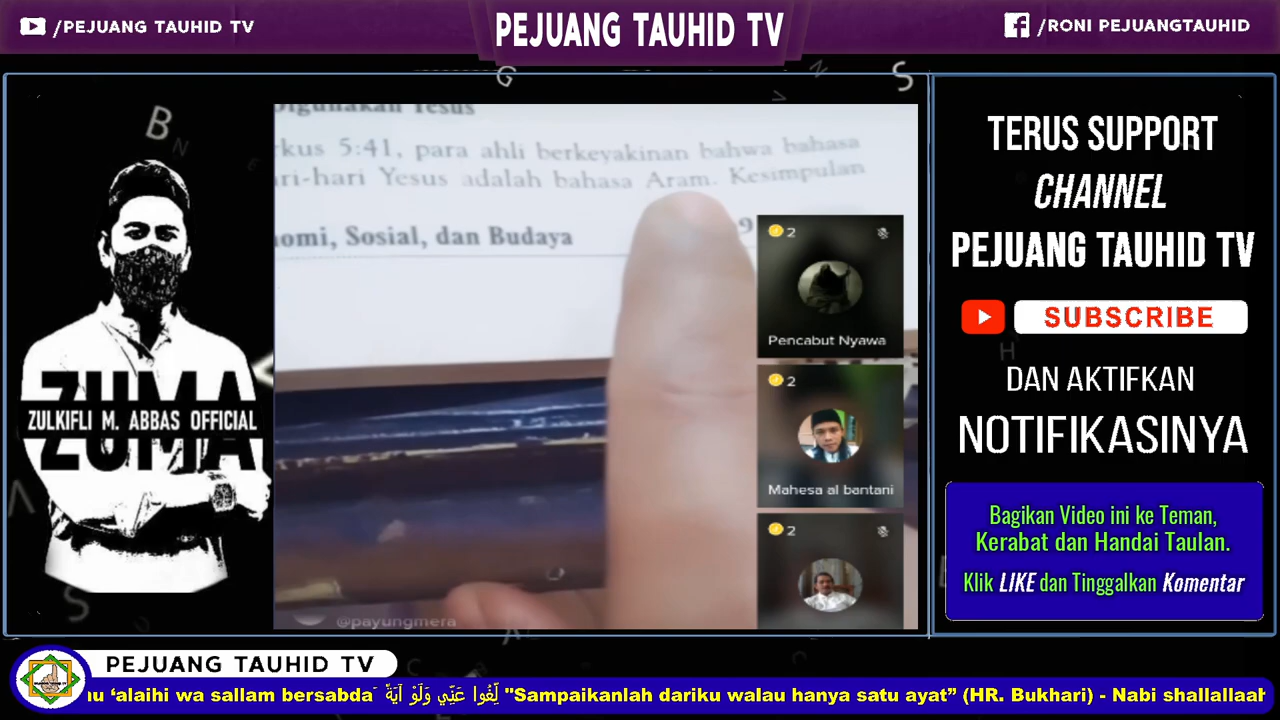 /PEJUANG TAUHID TV
PEJUANG TAUHID TV
/RONI PEJUANGTAUHID
Digunakan Yesus
rkus 5:41, para ahli berkeyakinan bahwa bahasa
ri-hari Yesus adalah bahasa Aram. Kesimpulan
nomi, Sosial, dan Budaya
9
2
Pencabut Nyawa
2
Mahesa al bantani
2
@payungmera
ZUMA
ZULKIFLI M. ABBAS OFFICIAL
TERUS SUPPORT
CHANNEL
PEJUANG TAUHID TV
SUBSCRIBE
DAN AKTIFKAN
NOTIFIKASINYA
Bagikan Video ini ke Teman,
Kerabat dan Handai Taulan.
Klik LIKE dan Tinggalkan Komentar
PEJUANG TAUHID TV
‘alaihi wa sallam bersabda لِّغُوا عَنِّي وَلَوْ آيَةً "Sampaikanlah dariku walau hanya satu ayat” (HR. Bukhari) - Nabi shallallaah